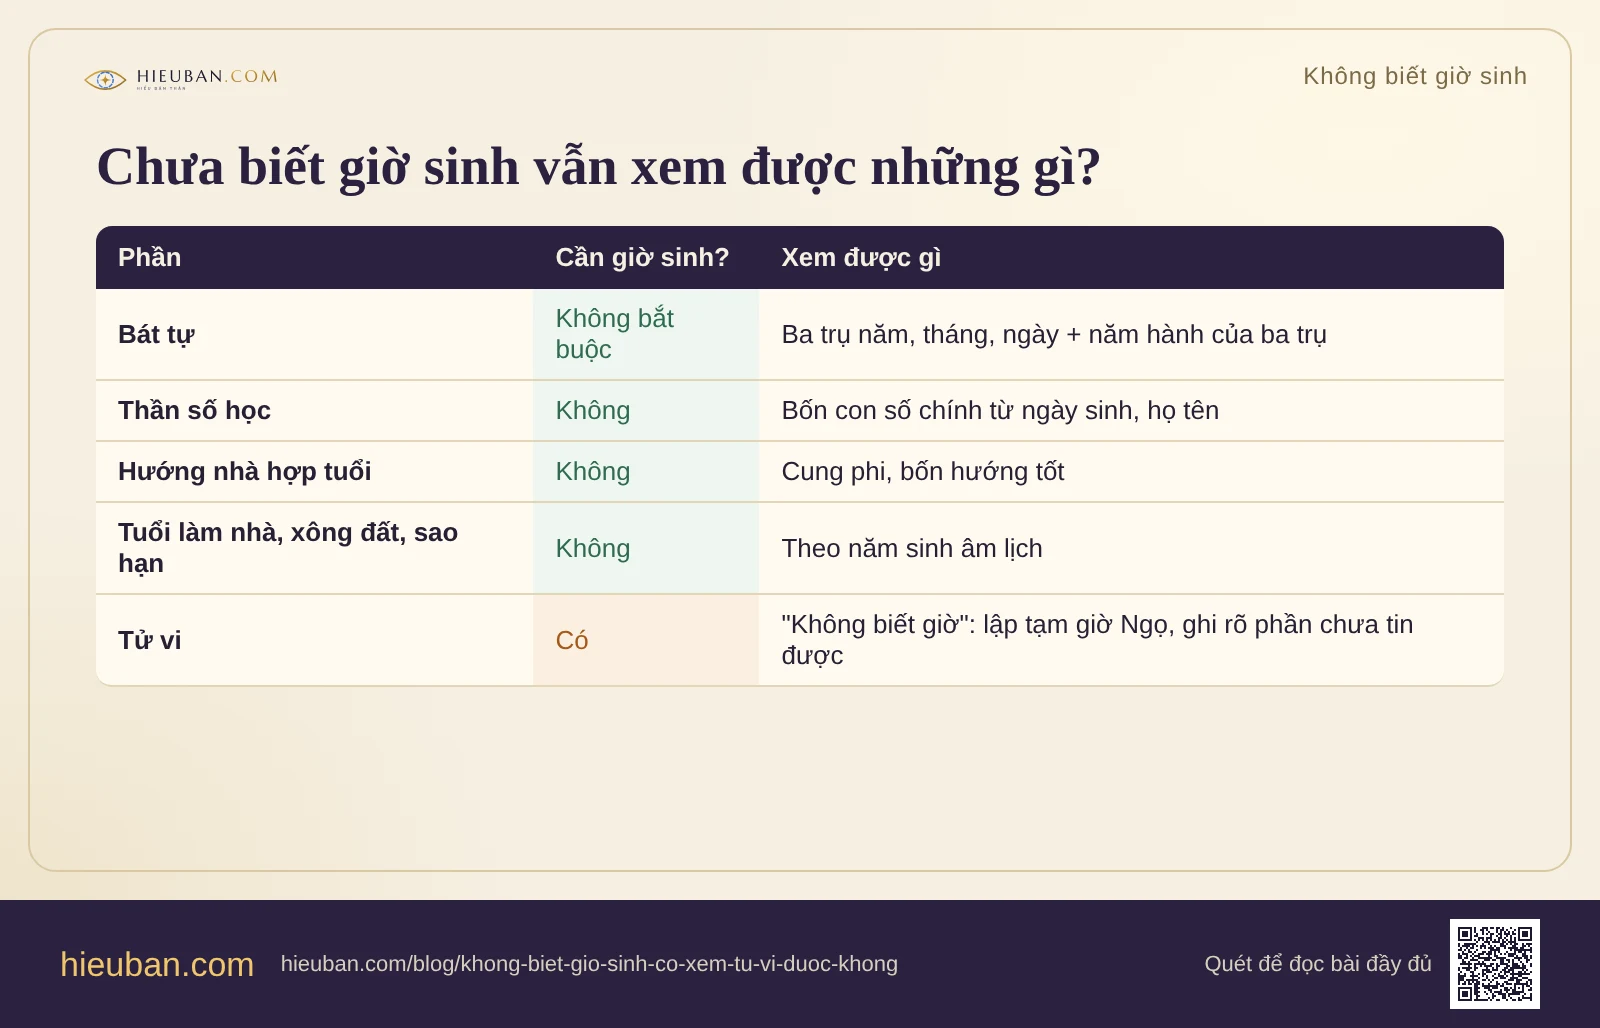 HIEUBAN.COM
HIỂU BẢN THÂN
Không biết giờ sinh
Chưa biết giờ sinh vẫn xem được những gì?
Phần
Cần giờ sinh?
Xem được gì
Bát tự
Không bắt
buộc
Ba trụ năm, tháng, ngày + năm hành của ba trụ
Thần số học
Không
Bốn con số chính từ ngày sinh, họ tên
Hướng nhà hợp tuổi
Không
Cung phi, bốn hướng tốt
Tuổi làm nhà, xông đất, sao
hạn
Không
Theo năm sinh âm lịch
Tử vi
Có
"Không biết giờ": lập tạm giờ Ngọ, ghi rõ phần chưa tin
được
hieuban.com
hieuban.com/blog/khong-biet-gio-sinh-co-xem-tu-vi-duoc-khong
Quét để đọc bài đầy đủ